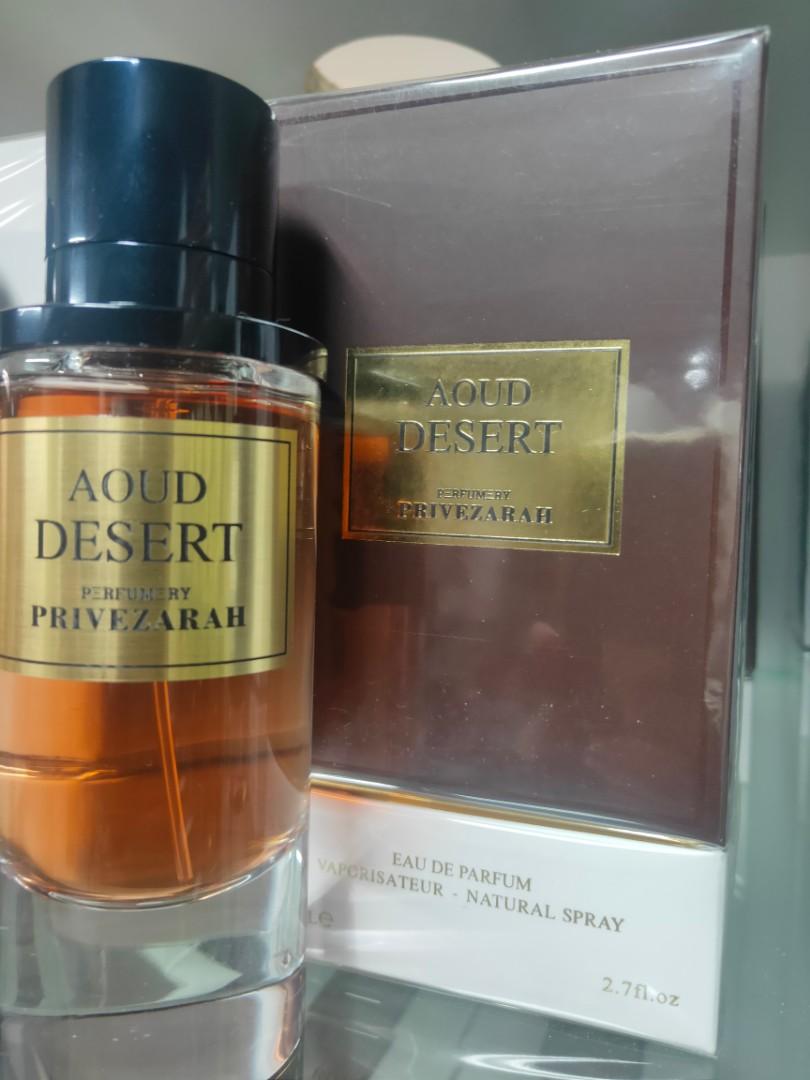 AOUD
DESERT
PERFUMERY
PRIVEZARAH
AOUD
DESERT
PERFUMERY
PRIVEZARAH
EAU DE PARFUM
VAPORISATEUR - NATURAL SPRAY
2.7fl.oz